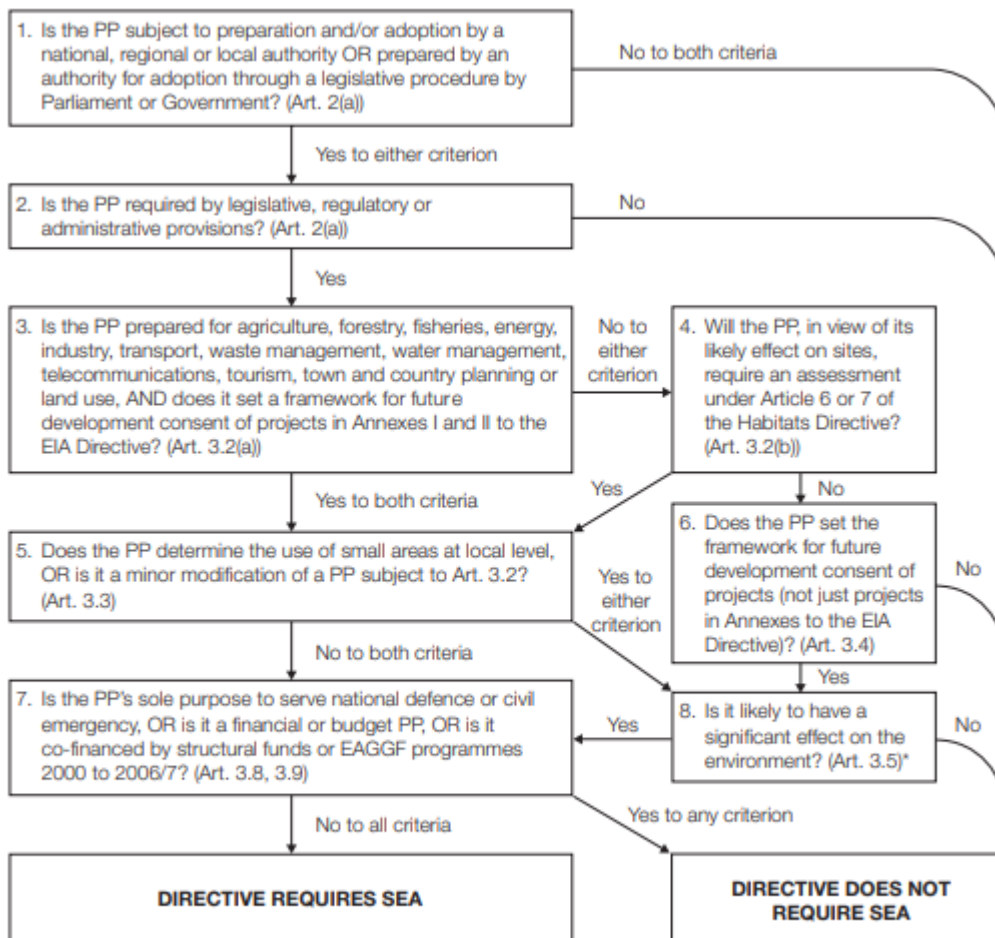 1. Is the PP subject to preparation and/or adoption by a
national, regional or local authority OR prepared by an
authority for adoption through a legislative procedure by
Parliament or Government? (Art. 2(a))
No to both criteria
Yes to either criterion
2. Is the PP required by legislative, regulatory or
administrative provisions? (Art. 2(a))
No
Yes
3. Is the PP prepared for agriculture, forestry, fisheries, energy,
industry, transport, waste management, water management,
telecommunications, tourism, town and country planning or
land use, AND does it set a framework for future
development consent of projects in Annexes I and II to the
EIA Directive? (Art. 3.2(a))
No to
either
criterion
4. Will the PP, in view of its
likely effect on sites,
require an assessment
under Article 6 or 7 of
the Habitats Directive?
(Art. 3.2(b))
Yes to both criteria
Yes
No
5. Does the PP determine the use of small areas at local level,
OR is it a minor modification of a PP subject to Art. 3.2?
(Art. 3.3)
Yes to
either
criterion
6. Does the PP set the
framework for future
development consent of
projects (not just projects
in Annexes to the EIA
Directive)? (Art. 3.4)
No
No to both criteria
Yes
7. Is the PP's sole purpose to serve national defence or civil
emergency, OR is it a financial or budget PP, OR is it
co-financed by structural funds or EAGGF programmes
2000 to 2006/7? (Art. 3.8, 3.9)
Yes
8. Is it likely to have a
significant effect on the
environment? (Art. 3.5)*
No
No to all criteria
Yes to any criterion
DIRECTIVE REQUIRES SEA
DIRECTIVE DOES NOT
REQUIRE SEA